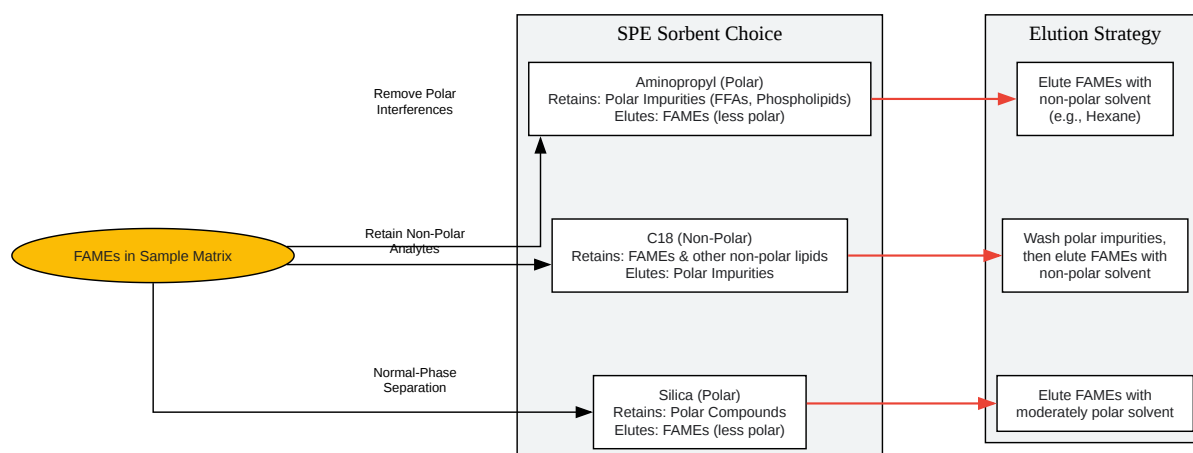 SPE Sorbent Choice
Elution Strategy
Remove Polar
Interferences
Aminopropyl (Polar)
Retains: Polar Impurities (FFAs, Phospholipids)
Elutes: FAMEs (less polar)
Elute FAMEs with
non-polar solvent
(e.g., Hexane)
FAMEs in Sample Matrix
Retain Non-Polar
Analytes
C18 (Non-Polar)
Retains: FAMEs & other non-polar lipids
Elutes: Polar Impurities
Wash polar impurities,
then elute FAMEs with
non-polar solvent
Normal-Phase
Separation
Silica (Polar)
Retains: Polar Compounds
Elutes: FAMEs (less polar)
Elute FAMEs with
moderately polar solvent